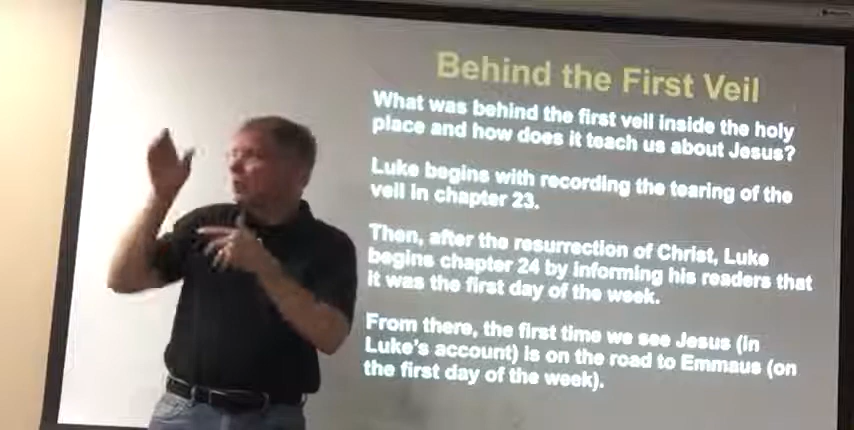 Behind the First Veil
What was behind the first veil inside the holy
place and how does it teach us about Jesus?
Luke begins with recording the tearing of the
veil in chapter 23.
Then, after the resurrection of Christ, Luke
begins chapter 24 by informing his readers that
it was the first day of the week.
From there, the first time we see Jesus (in
Luke's account) is on the road to Emmaus (on
the first day of the week).